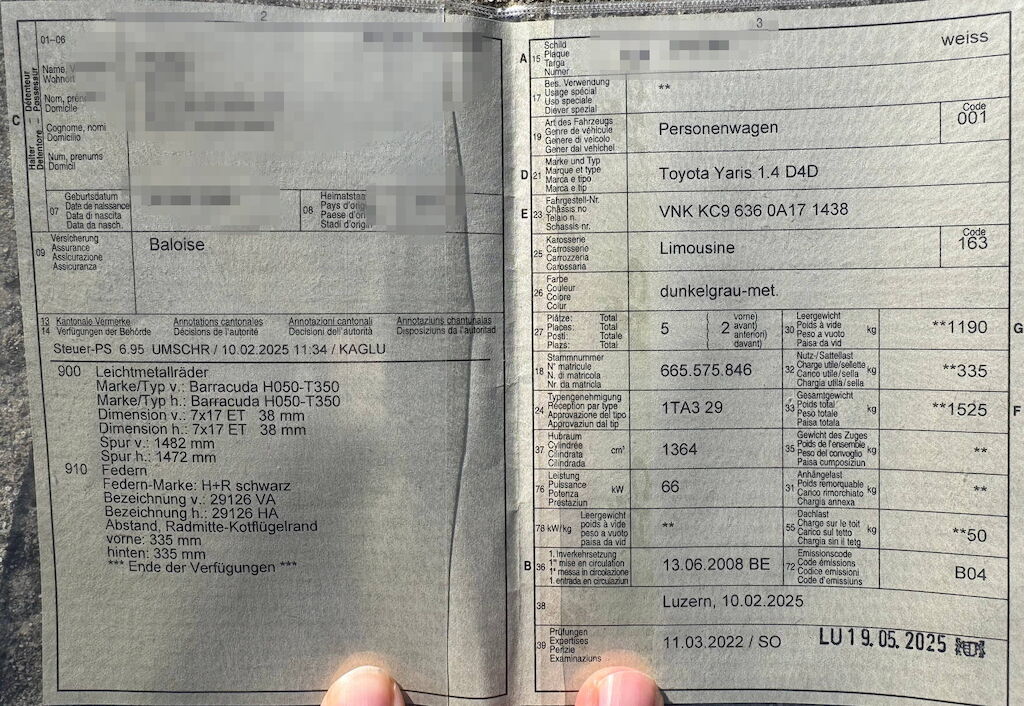 2
01–06
Détenteur
Possessur
Halter
Detentore
C
Name, V
Wohnort
Nom, prén
Domicile
Cognome, nomi
Domicilio
Num, prenums
Domicil
07
Geburtsdatum
Date de naissance
Data di nascita
Data da nasch.
08
Heimatstaa
Pays d'orig
Paese d'ori
Stadi d'origin
09
Versicherung
Assurance
Assicurazione
Assicuranza
Baloise
13
14
Kantonale Vermerke
Verfügungen der Behörde
Annotations cantonales
Décisions de l'autorité
Annotazioni cantonali
Decisioni del l'autorità
Annotaziuns chantunalas
Disposiziuns da l'autoritad
Steuer-PS 6.95 UMSCHR / 10.02.2025 11:34 / KAGLU
900 Leichtmetallräder
Marke/Typ v.: Barracuda H050-T350
Marke/Typ h.: Barracuda H050-T350
Dimension v.: 7x17 ET 38 mm
Dimension h.: 7x17 ET 38 mm
Spur v.: 1482 mm
Spur h.: 1472 mm
910 Federn
Federn-Marke: H+R schwarz
Bezeichnung v.: 29126 VA
Bezeichnung h.: 29126 HA
Abstand, Radmitte-Kotflügelrand
vorne: 335 mm
hinten: 335 mm
*** Ende der Verfügungen ***
3
A 15
Schild
Plaque
Targa
Numer
weiss
17
Bes. Verwendung
Usage spécial
Uso speciale
Diever spezial
**
19
Art des Fahrzeugs
Genre de véhicule
Genere di veicolo
Gener dal vehichel
Personenwagen
Code
001
D 21
Marke und Typ
Marque et type
Marca e tipo
Marca e tip
Toyota Yaris 1.4 D4D
E 23
Fahrgestell-Nr.
Châssis no
Telaio n.
Schassis nr.
VNK KC9 636 0A17 1438
25
Karosserie
Carrosserie
Carrozzeria
Carossaria
Limousine
Code
163
26
Farbe
Couleur
Colore
Colur
dunkelgrau-met.
27
Plätze: Total
Places: Total
Posti: Totale
Plazs: Total
5
2
vorne)
avant)
anteriori)
davant)
30
Leergewicht
Poids à vide
Peso a vuoto
Paisa da vid
kg
**1190
G
18
Stammnummer
N° matricule
N. di matricola
Nr. da matricla
665.575.846
32
Nutz-/Sattellast
Charge utile/sellette
Carico utile/sella
Chargia utila/sella
kg
**335
24
Typengenehmigung
Réception par type
Approvazione del tipo
Approvaziun dal tip
1TA3 29
33
Gesamtgewicht
Poids total
Peso totale
Paisa totala
kg
**1525
F
37
Hubraum
Cylindrée
Cilindrata
Cilindrada
cm³
1364
35
Gewicht des Zuges
Poids de l'ensemble
Peso del convoglio
Paisa cumposiziun
kg
**
76
Leistung
Puissance
Potenza
Prestaziun
kW
66
31
Anhängelast
Poids remorquable
Carico rimorchiato
Chargia annexa
kg
**
78 kW/kg
Leergewicht
poids à vide
peso a vuoto
paisa da vid
**
55
Dachlast
Charge sur le toit
Carico sul tetto
Chargia sin il tetg
kg
**50
B 36
1. Inverkehrsetzung
1re mise en circulation
1a messa in circolazione
1. entrada en circulaziun
13.06.2008 BE
72
Emissionscode
Code émissions
Codice emissioni
Code d'emissiuns
B04
38
Luzern, 10.02.2025
39
Prüfungen
Expertises
Perizie
Examinaziuns
11.03.2022 / SO
LU 19.05.2025